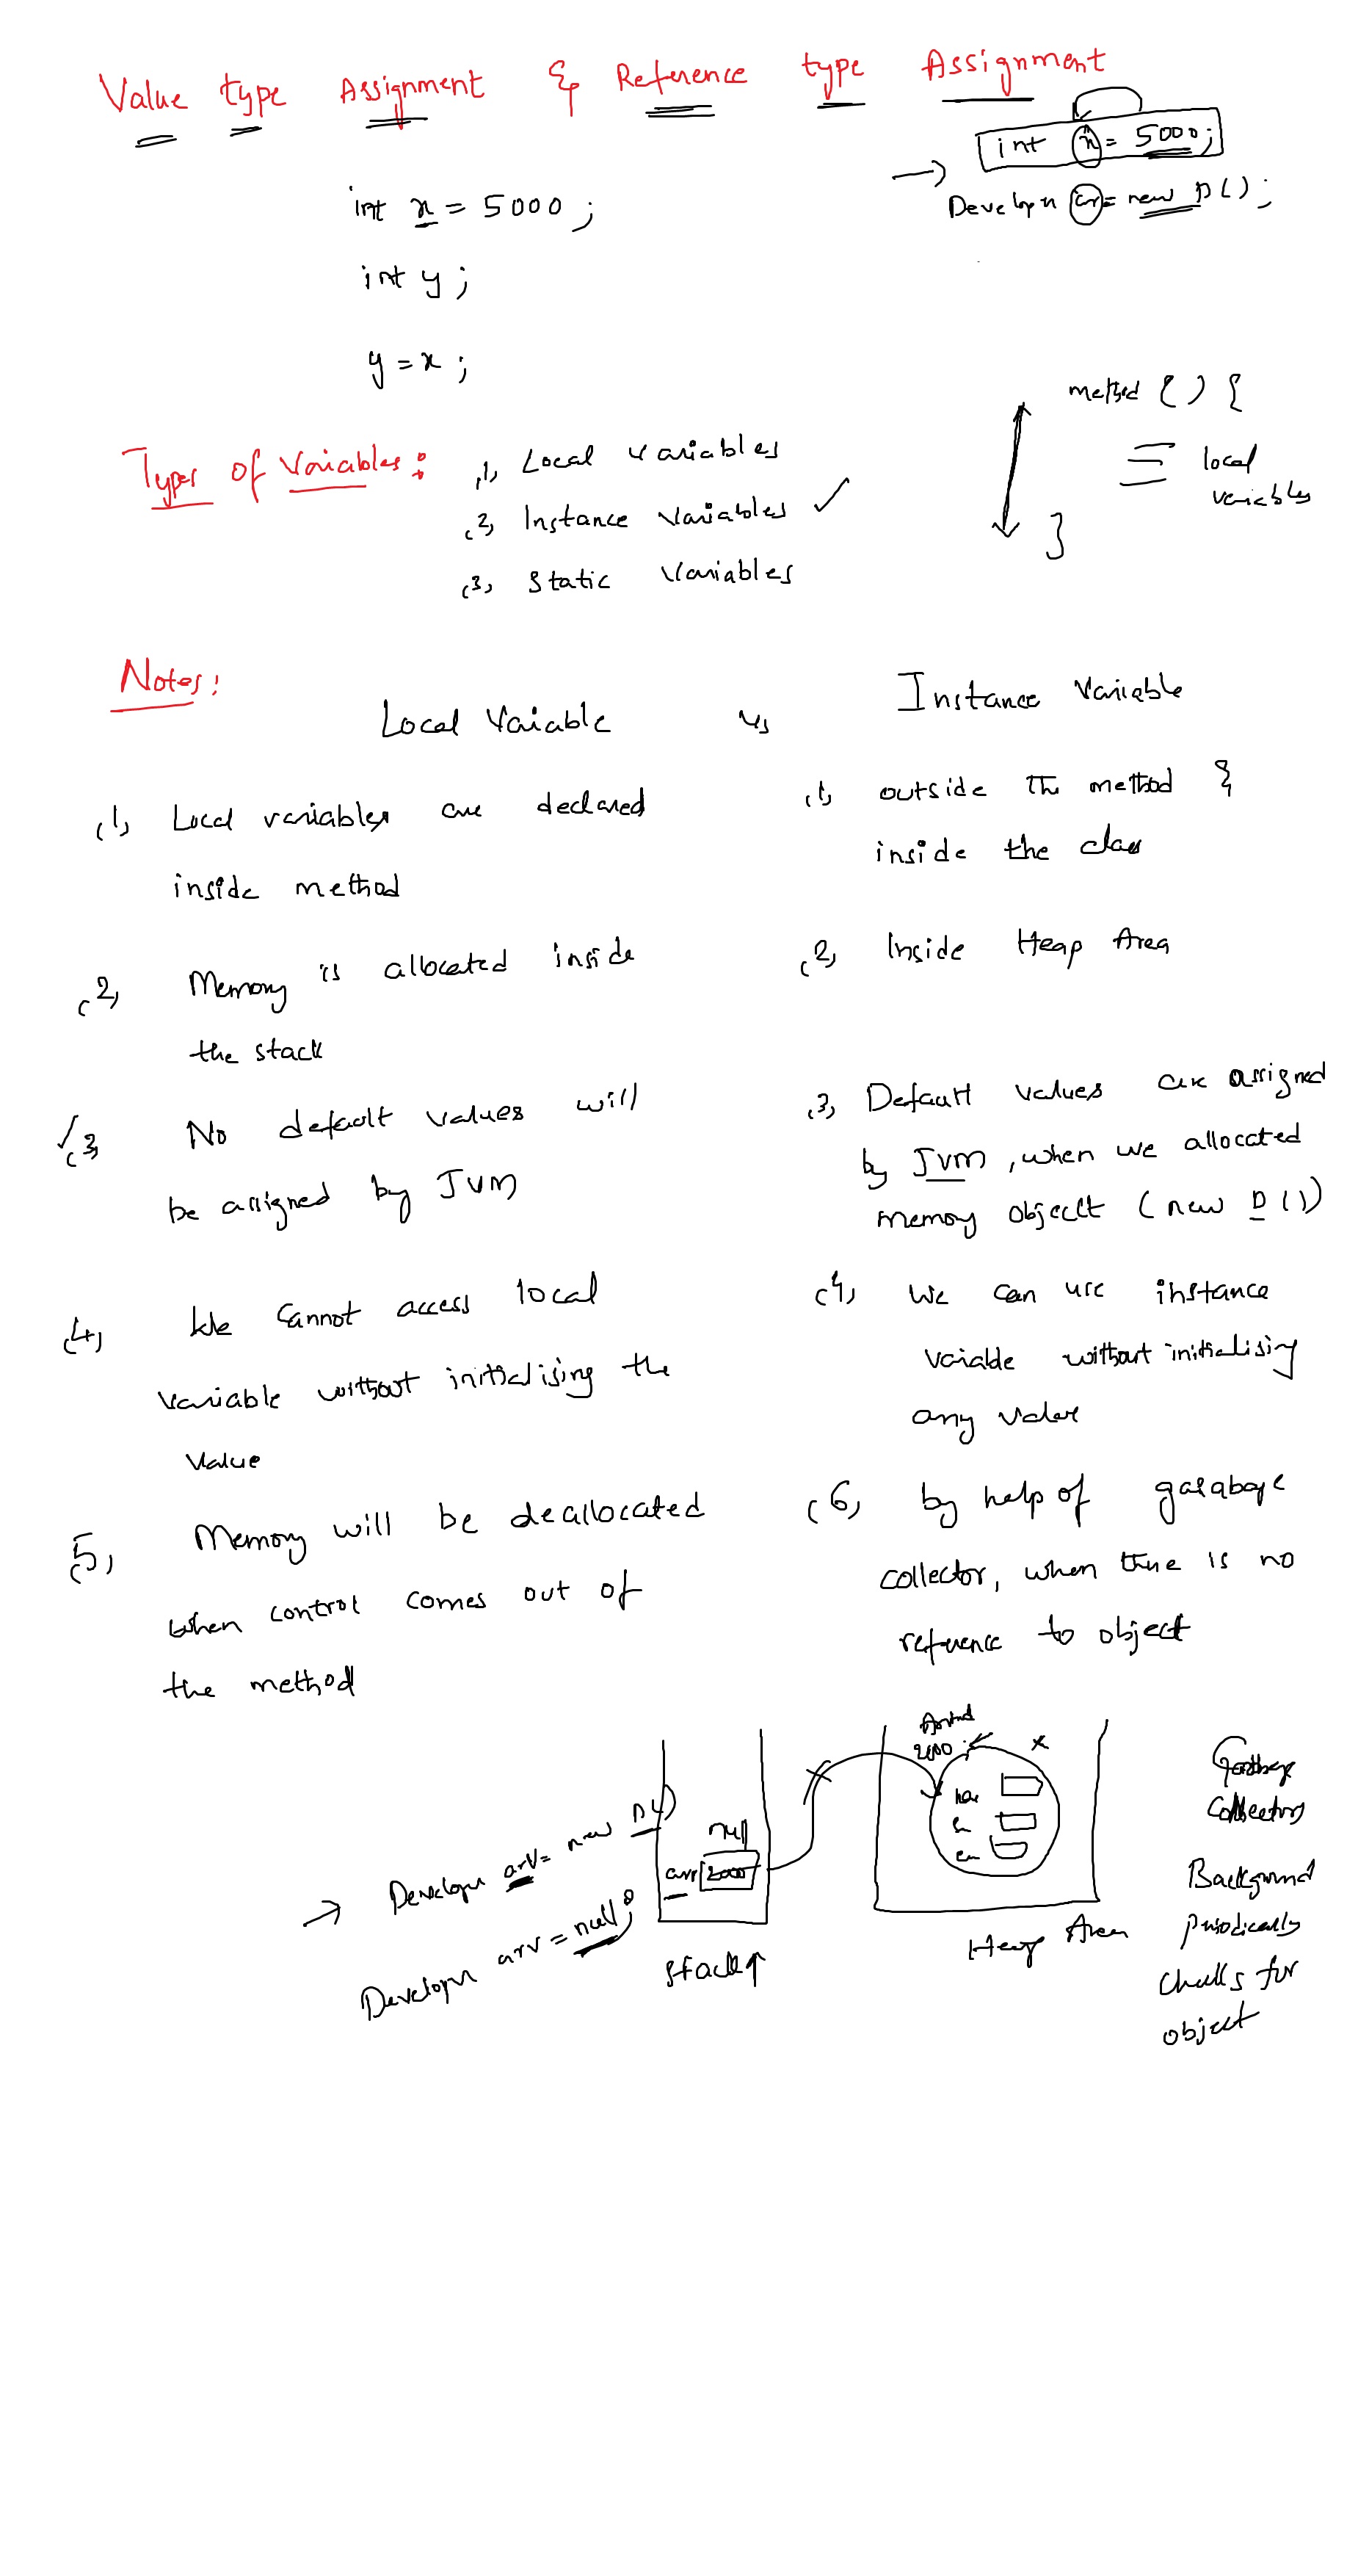 Value type Assignment & Reference type Assignment
int x = 5000;
→ Developer = new D();
int x = 5000;
int y;
y = x;
method () {
local
variables
}
Types of Variables:
(1) Local variables
(2) Instance Variables ✓
(3) Static Variables
Notes:
Local Vaiable vs Instance Variable
(1) Local variables are declared
inside method
(1) outside the method &
inside the class
(2) Memory is allocated inside
the stack
(2) Inside Heap Area
✓(3) No default values will
be assigned by JVM
(3) Default values are assigned
by JVM, when we allocated
memory object (new D())
(4) We cannot access local
variable without initialising the
value
(4) We can use instance
variable without initialising
any value
(5) Memory will be deallocated
when control comes out of
the method
(6) by help of garabage
collector, when there is no
reference to object
→ Developer arv = new D()
Developer arv = null;
null
arv 2000
stack
2000
Heap Area
Garbage
Collector
Background
periodically
checks for
object